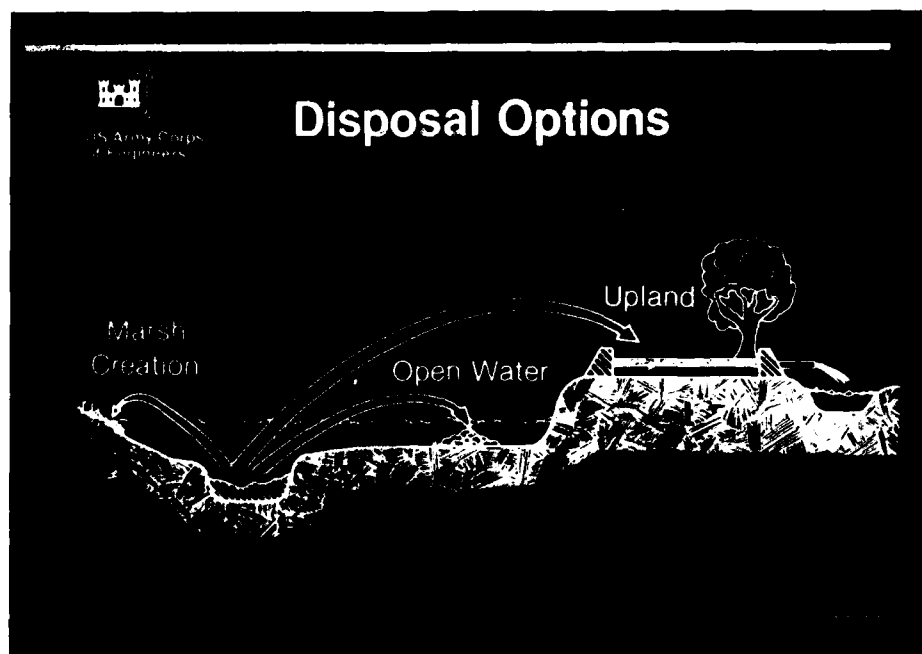 Disposal Options
US Army Corps
of Engineers
Upland
Marsh
Creation
Open Water